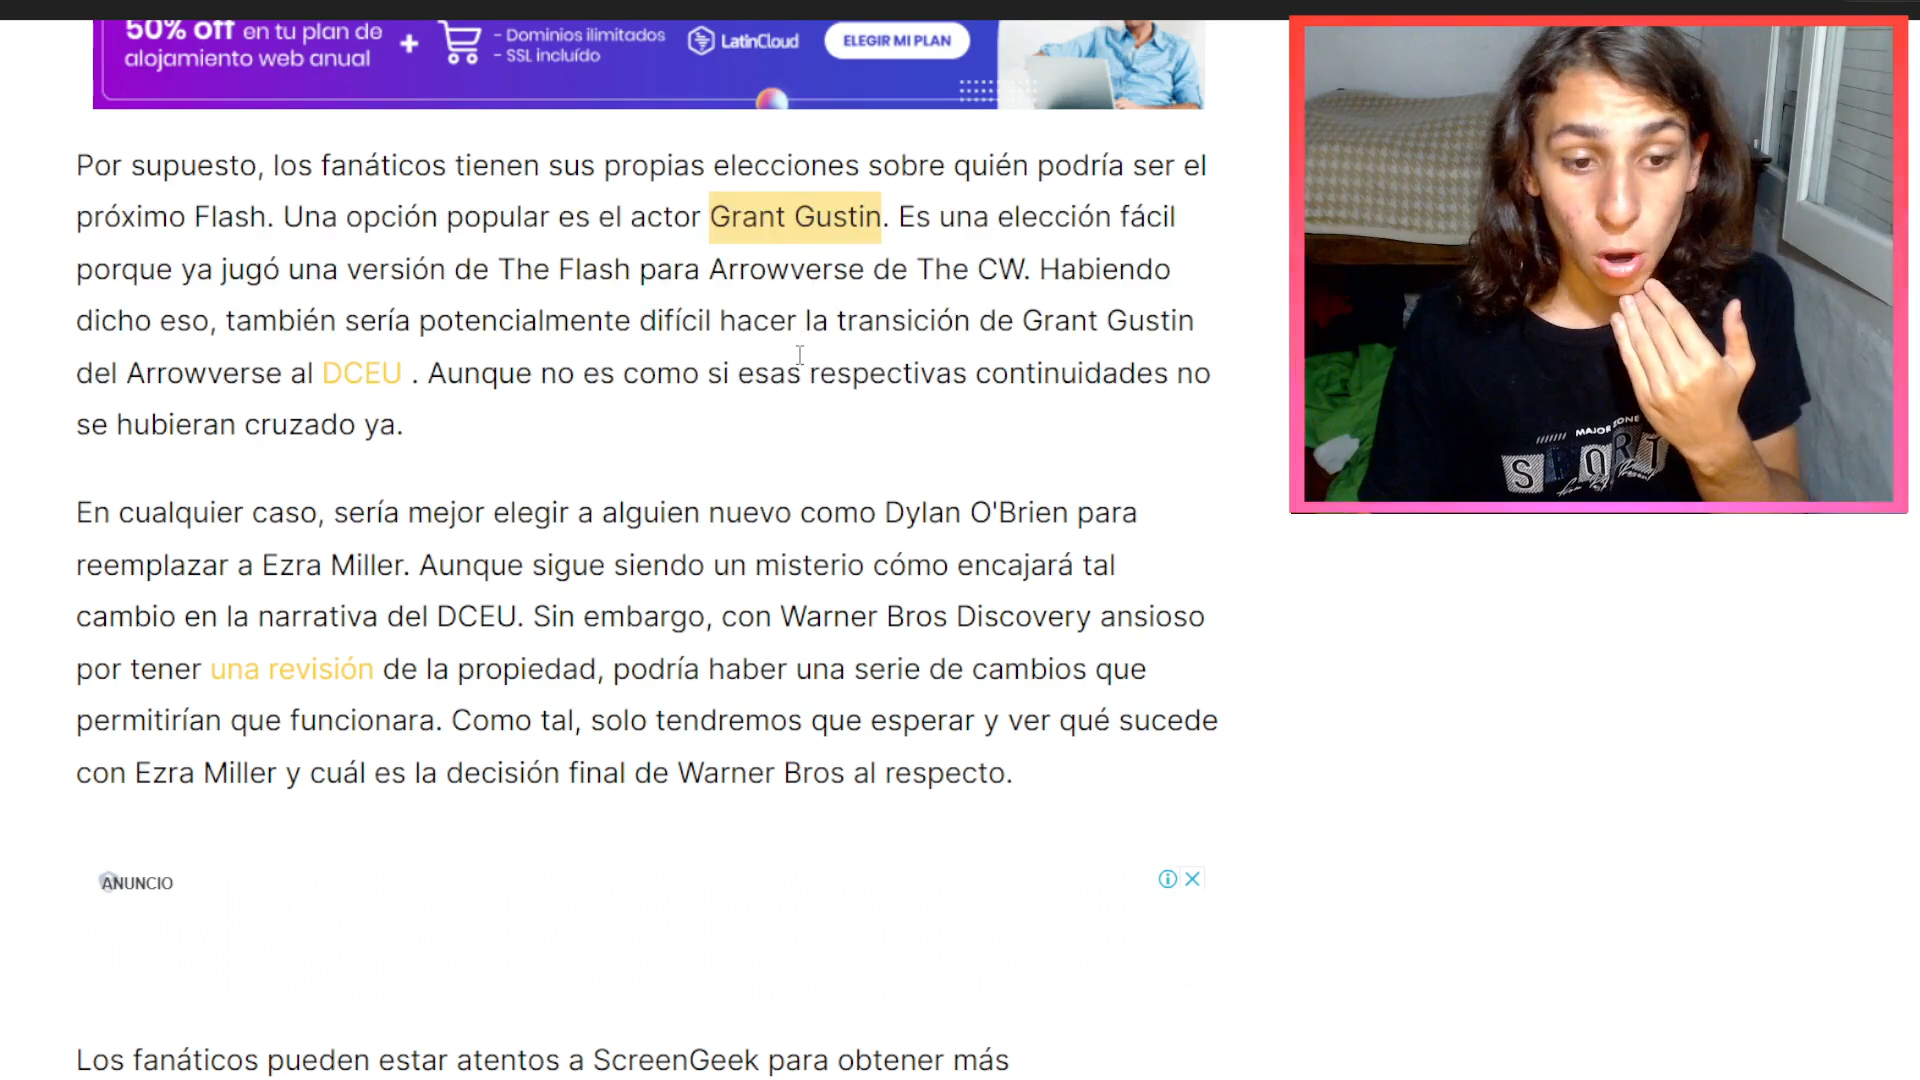 50% off en tu plan de
alojamiento web anual
+
- Dominios ilimitados
- SSL incluído
LatinCloud
ELEGIR MI PLAN
Por supuesto, los fanáticos tienen sus propias elecciones sobre quién podría ser el
próximo Flash. Una opción popular es el actor Grant Gustin. Es una elección fácil
porque ya jugó una versión de The Flash para Arrowverse de The CW. Habiendo
dicho eso, también sería potencialmente difícil hacer la transición de Grant Gustin
del Arrowverse al DCEU . Aunque no es como si esas respectivas continuidades no
se hubieran cruzado ya.
En cualquier caso, sería mejor elegir a alguien nuevo como Dylan O'Brien para
reemplazar a Ezra Miller. Aunque sigue siendo un misterio cómo encajará tal
cambio en la narrativa del DCEU. Sin embargo, con Warner Bros Discovery ansioso
por tener una revisión de la propiedad, podría haber una serie de cambios que
permitirían que funcionara. Como tal, solo tendremos que esperar y ver qué sucede
con Ezra Miller y cuál es la decisión final de Warner Bros al respecto.
ANUNCIO
Los fanáticos pueden estar atentos a ScreenGeek para obtener más
MAJOR ZONE
SHORT